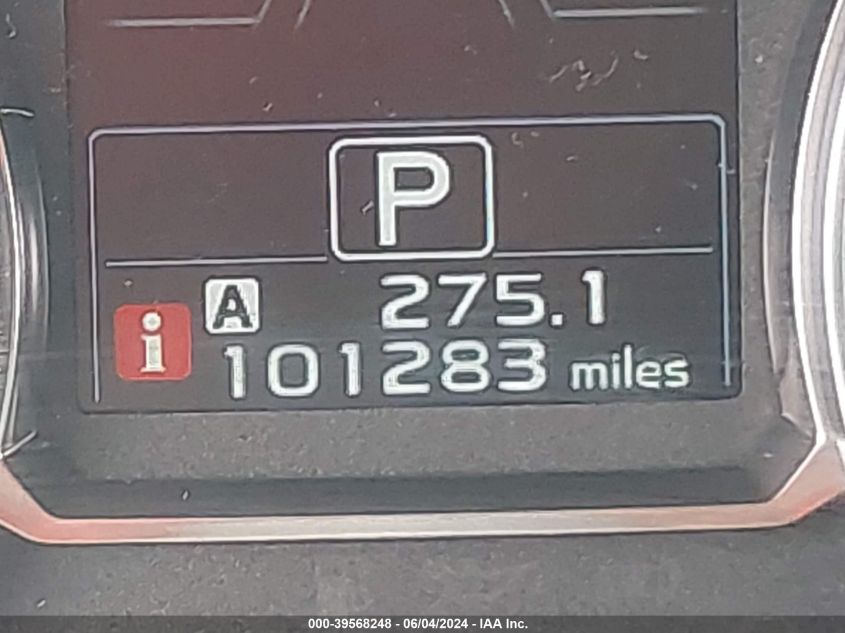 P
A 275.1
i 101283 miles
000-39568248 - 06/04/2024 - IAA Inc.